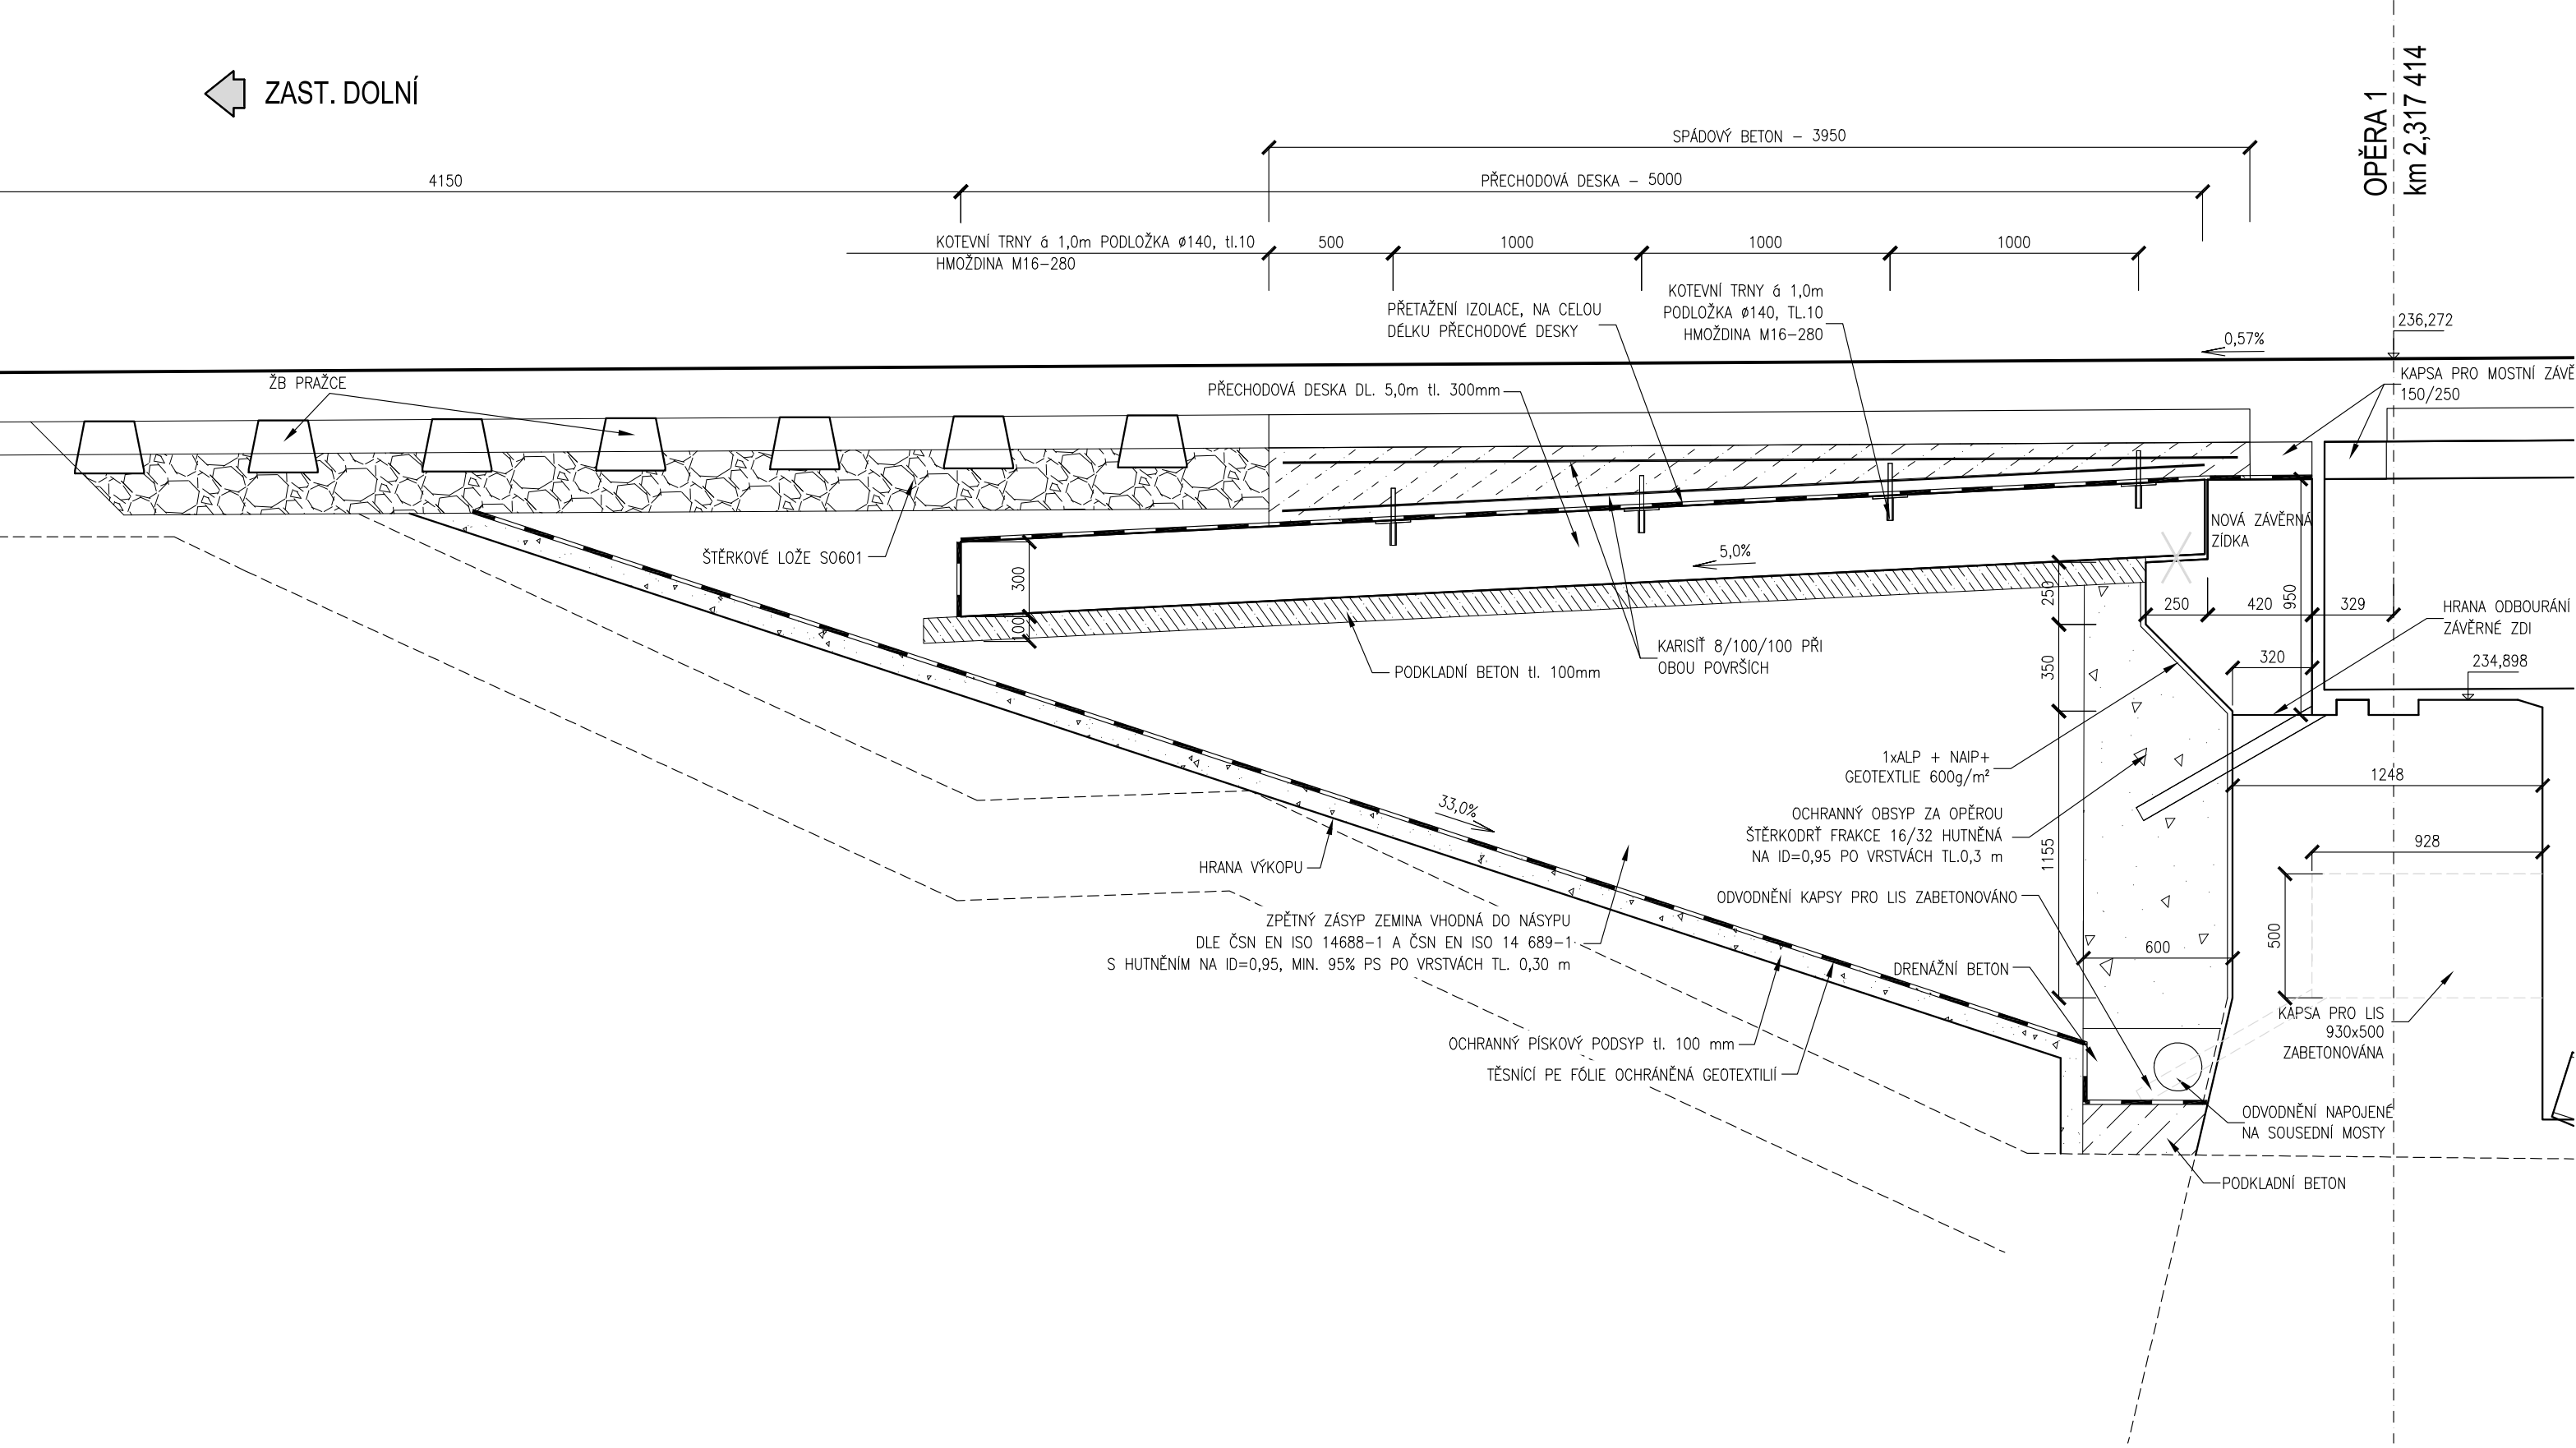 ZAST. DOLNÍ
OPĚRA 1
km 2,317 414
SPÁDOVÝ BETON – 3950
4150
PŘECHODOVÁ DESKA – 5000
KOTEVNÍ TRNY á 1,0m PODLOŽKA ø140, tl.10
HMOŽDINA M16–280
500
1000
1000
1000
PŘETAŽENÍ IZOLACE, NA CELOU
DÉLKU PŘECHODOVÉ DESKY
KOTEVNÍ TRNY á 1,0m
PODLOŽKA ø140, TL.10
HMOŽDINA M16–280
236,272
0,57%
ŽB PRAŽCE
PŘECHODOVÁ DESKA DL. 5,0m tl. 300mm
KAPSA PRO MOSTNÍ ZÁVĚ
150/250
NOVÁ ZÁVĚRNÁ
ZÍDKA
ŠTĚRKOVÉ LOŽE SO601
5,0%
300
100
250
250
420
950
329
HRANA ODBOURÁNÍ
ZÁVĚRNÉ ZDI
KARISÍŤ 8/100/100 PŘI
OBOU POVRŠÍCH
PODKLADNÍ BETON tl. 100mm
350
320
234,898
1xALP + NAIP+
GEOTEXTLIE 600g/m²
1248
33,0%
OCHRANNÝ OBSYP ZA OPĚROU
ŠTĚRKODRŤ FRAKCE 16/32 HUTNĚNÁ
NA ID=0,95 PO VRSTVÁCH TL.0,3 m
1155
928
HRANA VÝKOPU
ODVODNĚNÍ KAPSY PRO LIS ZABETONOVÁNO
ZPĚTNÝ ZÁSYP ZEMINA VHODNÁ DO NÁSYPU
DLE ČSN EN ISO 14688–1 A ČSN EN ISO 14 689–1
S HUTNĚNÍM NA ID=0,95, MIN. 95% PS PO VRSTVÁCH TL. 0,30 m
600
500
DRENÁŽNÍ BETON
KAPSA PRO LIS
930x500
ZABETONOVÁNA
OCHRANNÝ PÍSKOVÝ PODSYP tl. 100 mm
TĚSNÍCÍ PE FÓLIE OCHRÁNĚNÁ GEOTEXTILIÍ
ODVODNĚNÍ NAPOJENÉ
NA SOUSEDNÍ MOSTY
PODKLADNÍ BETON